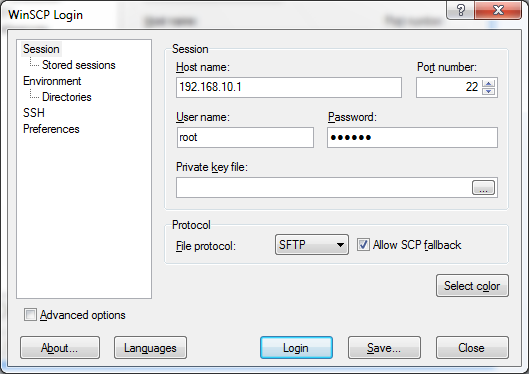 WinSCP Login
Session
Stored sessions
Environment
Directories
SSH
Preferences
Session
Host name:
Port number:
192.168.10.1
22
User name:
Password:
root
●●●●●●
Private key file:
...
Protocol
File protocol:
SFTP
Allow SCP fallback
Select color
Advanced options
About...
Languages
Login
Save...
Close